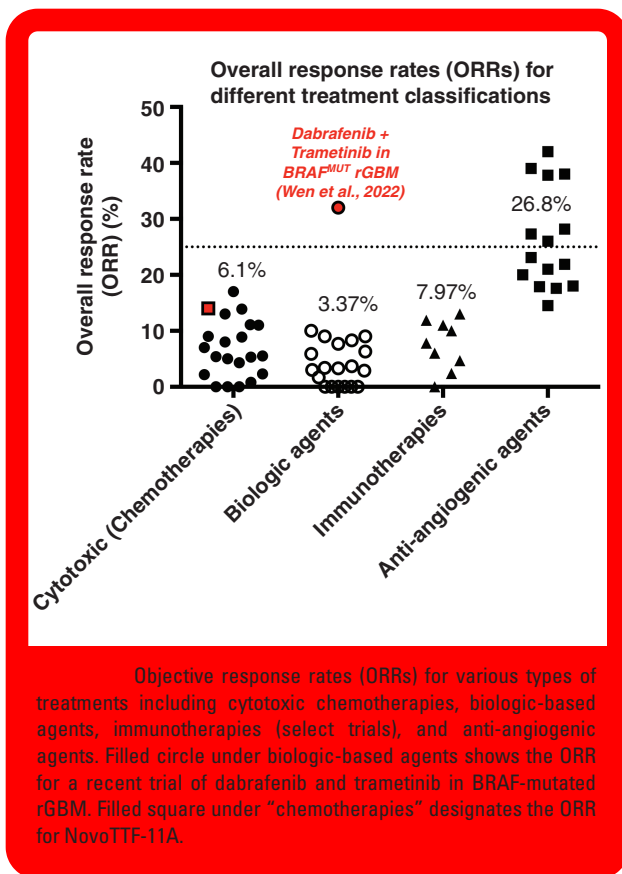 Overall response rates (ORRs) for
different treatment classifications
Overall response rate
(ORR) (%)
50
40
30
20
10
0
Dabrafenib +
Trametinib in
BRAFMUT rGBM
(Wen et al., 2022)
6.1%
3.37%
7.97%
26.8%
Cytotoxic (Chemotherapies)
Biologic agents
Immunotherapies
Anti-angiogenic agents
Objective response rates (ORRs) for various types of
treatments including cytotoxic chemotherapies, biologic-based
agents, immunotherapies (select trials), and anti-angiogenic
agents. Filled circle under biologic-based agents shows the ORR
for a recent trial of dabrafenib and trametinib in BRAF-mutated
rGBM. Filled square under “chemotherapies” designates the ORR
for NovoTTF-11A.